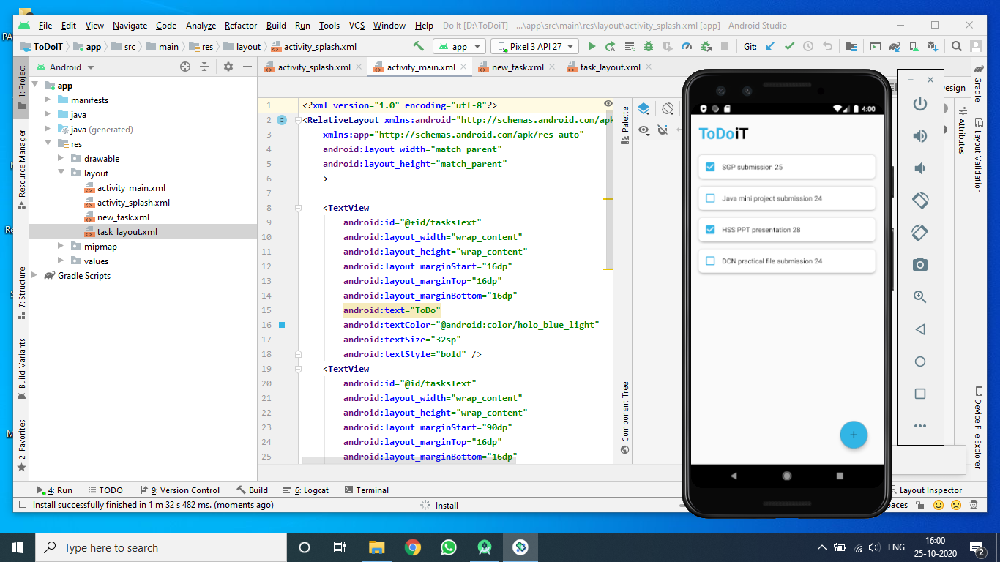 File Edit View Navigate Code Analyze Refactor Build Run Tools VCS Window Help Do It [D:\ToDoiT] - ...\app\src\main\res\layout\activity_splash.xml [app] - Android Studio
ToDoiT app src main res layout activity_splash.xml app Pixel 3 API 27 Git:
Android
activity_splash.xml activity_main.xml new_task.xml task_layout.xml
1: Project
Resource Manager
7: Structure
Build Variants
2: Favorites
app
manifests
java
java (generated)
res
drawable
layout
activity_main.xml
activity_splash.xml
new_task.xml
task_layout.xml
mipmap
values
Gradle Scripts
1 <?xml version="1.0" encoding="utf-8"?>
2 <RelativeLayout xmlns:android="http://schemas.android.com/apk
3 xmlns:app="http://schemas.android.com/apk/res-auto"
4 android:layout_width="match_parent"
5 android:layout_height="match_parent"
6 >
7
8 <TextView
9 android:id="@+id/tasksText"
10 android:layout_width="wrap_content"
11 android:layout_height="wrap_content"
12 android:layout_marginStart="16dp"
13 android:layout_marginTop="16dp"
14 android:layout_marginBottom="16dp"
15 android:text="ToDo"
16 android:textColor="@android:color/holo_blue_light"
17 android:textSize="32sp"
18 android:textStyle="bold" />
19 <TextView
20 android:id="@id/tasksText"
21 android:layout_width="wrap_content"
22 android:layout_height="wrap_content"
23 android:layout_marginStart="90dp"
24 android:layout_marginTop="16dp"
25 android:layout_marginBottom="16dp"
Palette
Component Tree
4:00
ToDoiT
SGP submission 25
Java mini project submission 24
HSS PPT presentation 28
DCN practical file submission 24
+
esign
Attributes
Gradle
Layout Validation
Device File Explorer
4: Run TODO 9: Version Control Build 6: Logcat Terminal Layout Inspector
Install successfully finished in 1 m 32 s 482 ms. (moments ago) Install paces
Type here to search
ENG
16:00
25-10-2020
2